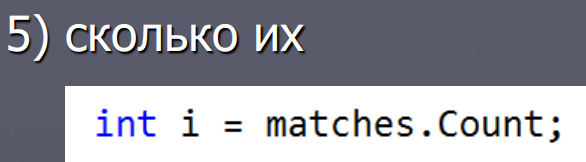 5) сколько их
int i = matches.Count;